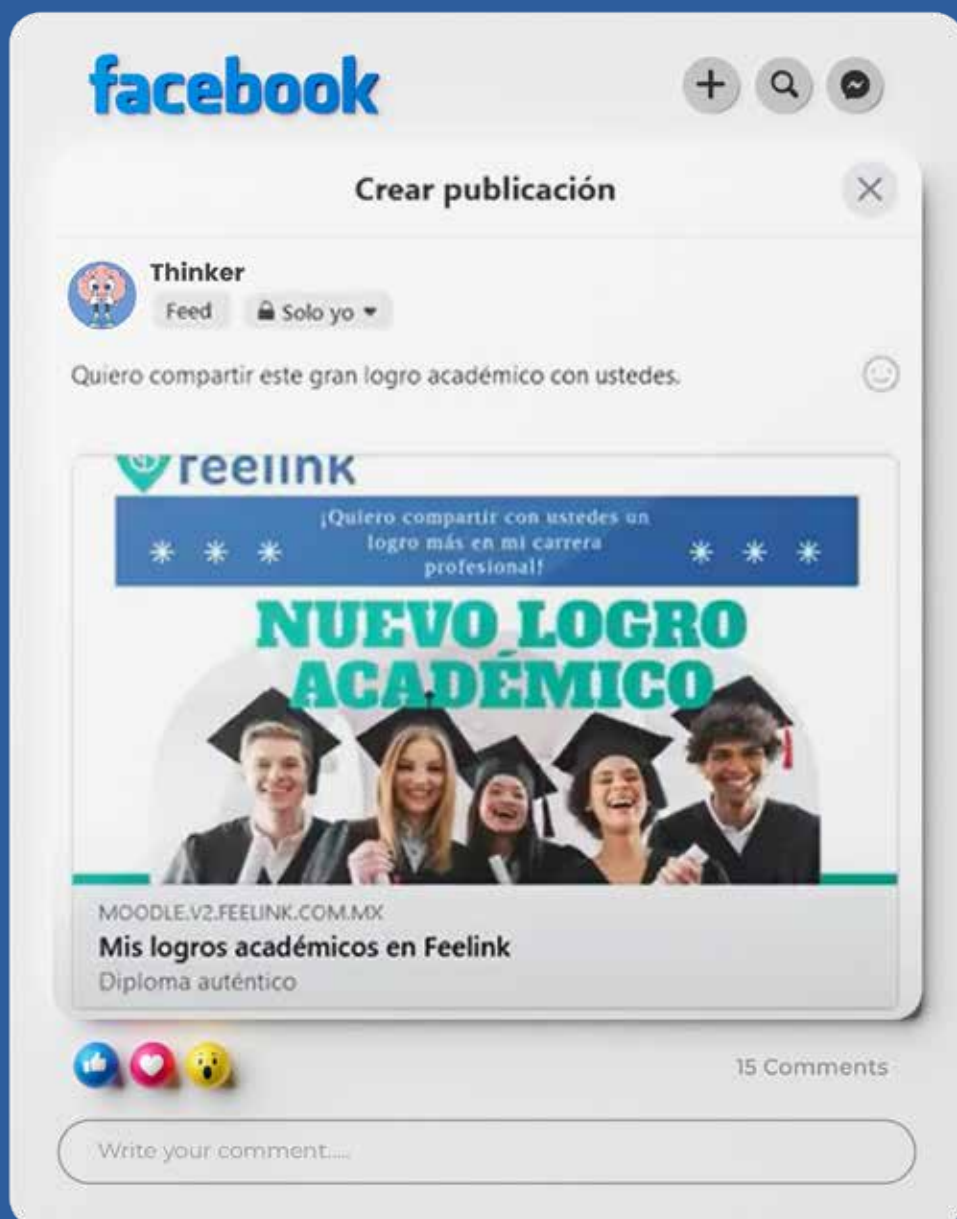 facebook
Crear publicación
Thinker
Feed
Solo yo
Quiero compartir este gran logro académico con ustedes.
feelink
¡Quiero compartir con ustedes un
logro más en mi carrera
profesional!
NUEVO LOGRO
ACADÉMICO
MOODLE.V2.FEELINK.COM.MX
Mis logros académicos en Feelink
Diploma auténtico
15 Comments
Write your comment.....